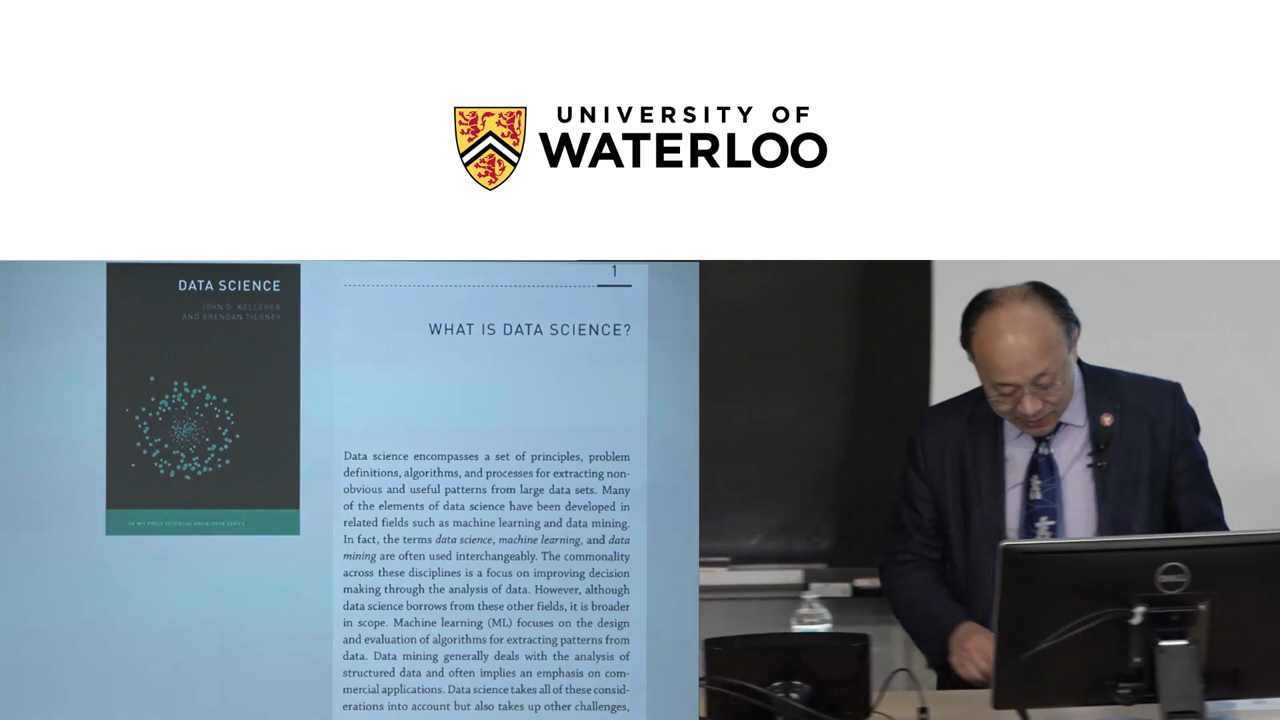 UNIVERSITY OF
WATERLOO
DATA SCIENCE
JOHN D. KELLEHER
AND BRENDAN TIERNEY
THE MIT PRESS ESSENTIAL KNOWLEDGE SERIES
1
WHAT IS DATA SCIENCE?
Data science encompasses a set of principles, problem
definitions, algorithms, and processes for extracting non-
obvious and useful patterns from large data sets. Many
of the elements of data science have been developed in
related fields such as machine learning and data mining.
In fact, the terms data science, machine learning, and data
mining are often used interchangeably. The commonality
across these disciplines is a focus on improving decision
making through the analysis of data. However, although
data science borrows from these other fields, it is broader
in scope. Machine learning (ML) focuses on the design
and evaluation of algorithms for extracting patterns from
data. Data mining generally deals with the analysis of
structured data and often implies an emphasis on com-
mercial applications. Data science takes all of these consid-
erations into account but also takes up other challenges,
DELL